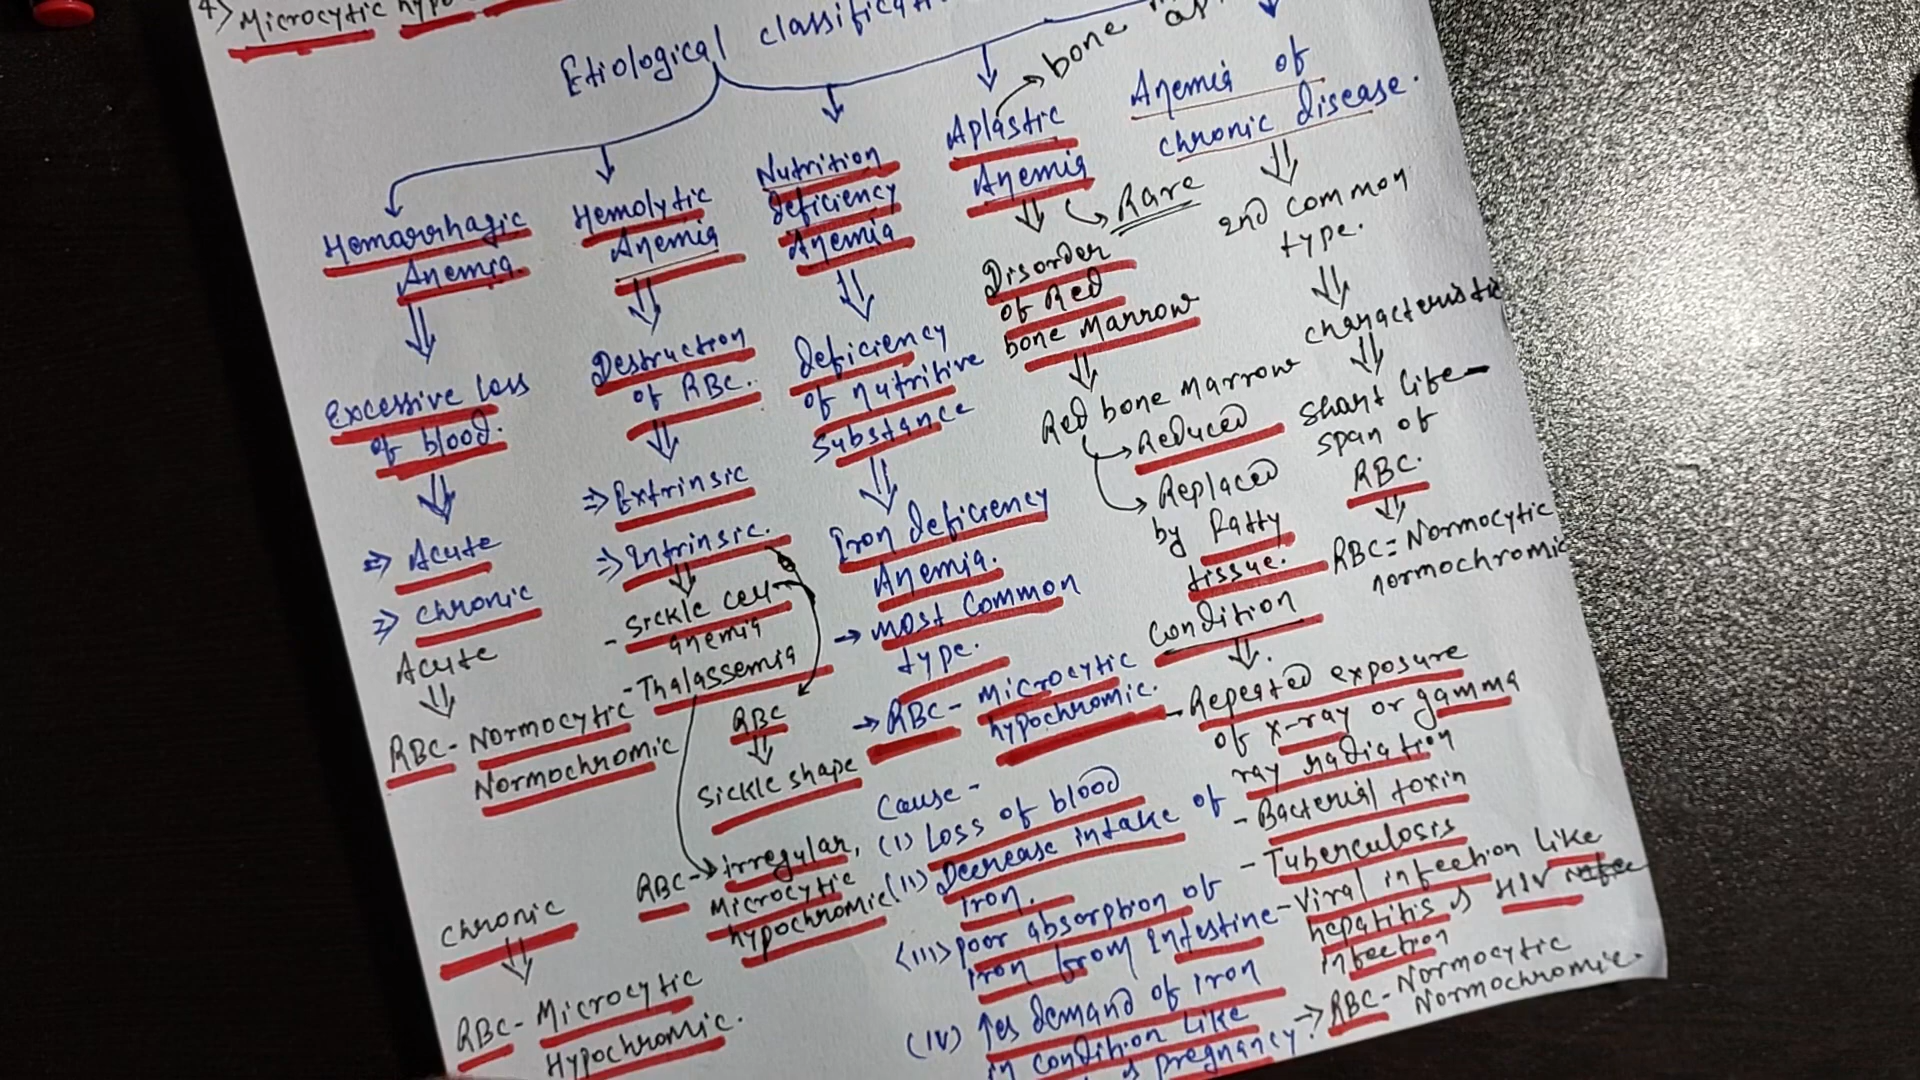 4) Microcytic hypo
Etiological classificat
Hemarrhagic
Anemia.
Excessive loss
of blood.
⇒ Acute
⇒ Chronic
Acute
RBC - Normocytic
Normochromic
Chronic
RBC - Microcytic
Hypochromic.
Hemolytic
Anemia
Destruction
of RBC.
⇒ Extrinsic
⇒ Intrinsic.
- Sickle cell
anemia
- Thalassemia
RBC
Sickle shape
RBC → irregular,
Microcytic
hypochromic
Nutrition
deficiency
Anemia
deficiency
of nutritive
Substance
Iron deficiency
Anemia.
→ most common
type.
→ RBC - Microcytic
hypochromic.
Cause -
(I) Loss of blood
(II) Decrease intake of
iron.
(III) poor absorption of
iron from Intestine
(IV) ↑es demand of iron
in condition like
pregnancy.
Aplastic → bone
Anemia
→ Rare
Disorder
of Red
bone Marrow
Red bone Marrow
→ Reduced
→ Replaced
by Fatty
tissue.
Condition
- Repeated exposure
of x-ray or gamma
ray radiation
- Bacterial toxin
- Tuberculosis
- Viral infection like
hepatitis, HIV
infection
→ RBC - Normocytic
Normochromic.
Anemia of
chronic disease.
2nd common
type.
characteristic
short life-
span of
RBC.
RBC = Normocytic
normochromic